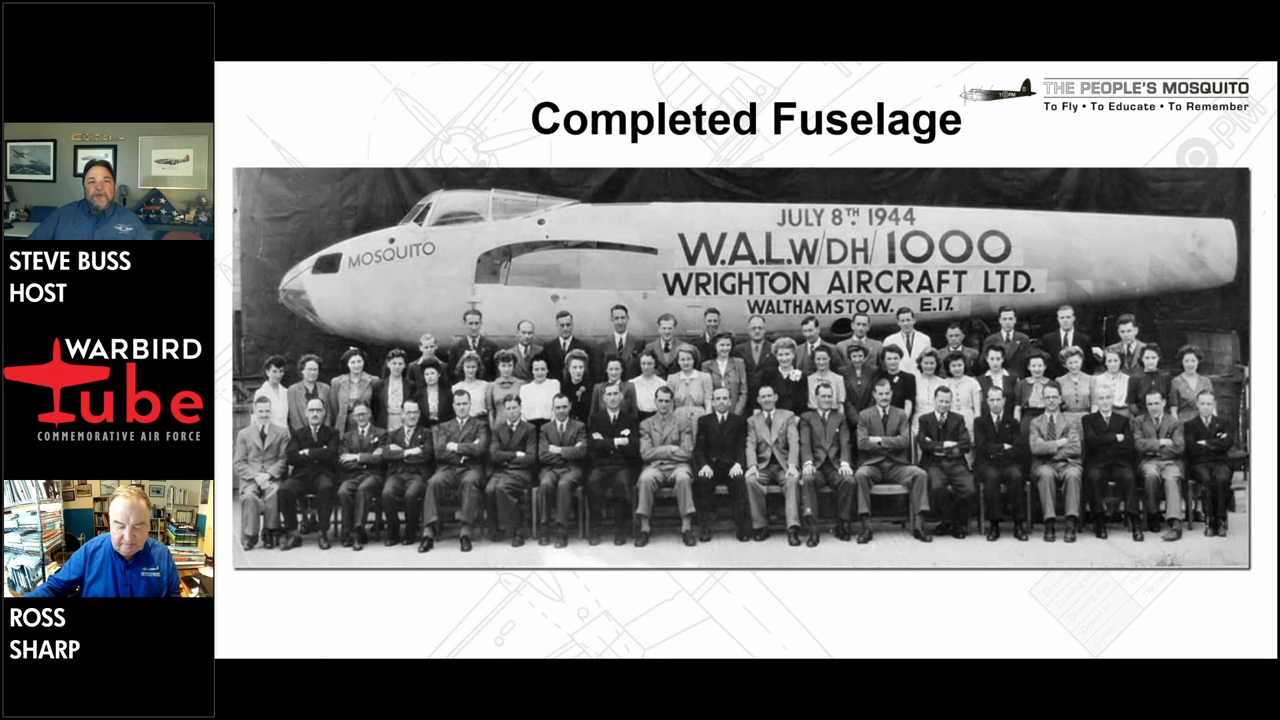 STEVE BUSS
HOST
WARBIRD
Tube
COMMEMORATIVE AIR FORCE
ROSS
SHARP
Completed Fuselage
THE PEOPLE'S MOSQUITO
To Fly • To Educate • To Remember
MOSQUITO
JULY 8TH 1944
W.A.L.W/DH/1000
WRIGHTON AIRCRAFT LTD.
WALTHAMSTOW. E.17.